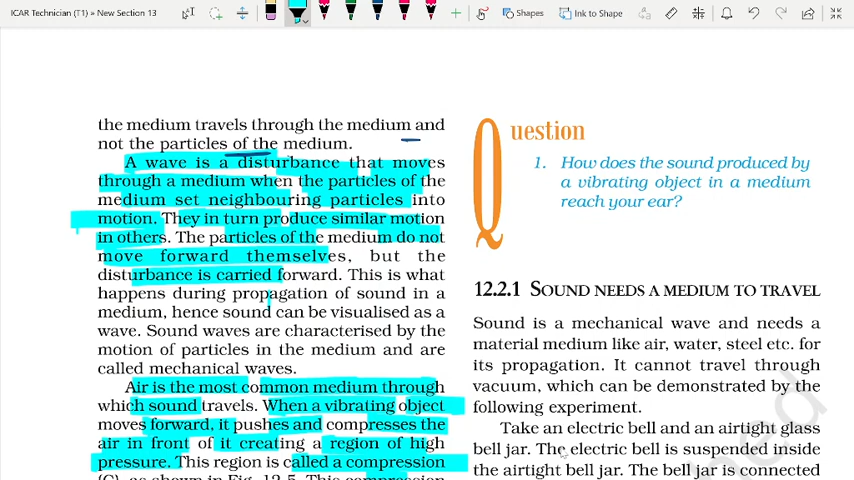 ICAR Technician (T1) » New Section 13
Shapes
Ink to Shape
the medium travels through the medium and
not the particles of the medium.
A wave is a disturbance that moves
through a medium when the particles of the
medium set neighbouring particles into
motion. They in turn produce similar motion
in others. The particles of the medium do not
move forward themselves, but the
disturbance is carried forward. This is what
happens during propagation of sound in a
medium, hence sound can be visualised as a
wave. Sound waves are characterised by the
motion of particles in the medium and are
called mechanical waves.
Air is the most common medium through
which sound travels. When a vibrating object
moves forward, it pushes and compresses the
air in front of it creating a region of high
pressure. This region is called a compression
(C), as shown in Fig. 12.5. This compression
Question
1. How does the sound produced by
a vibrating object in a medium
reach your ear?
12.2.1 SOUND NEEDS A MEDIUM TO TRAVEL
Sound is a mechanical wave and needs a
material medium like air, water, steel etc. for
its propagation. It cannot travel through
vacuum, which can be demonstrated by the
following experiment.
Take an electric bell and an airtight glass
bell jar. The electric bell is suspended inside
the airtight bell jar. The bell jar is connected